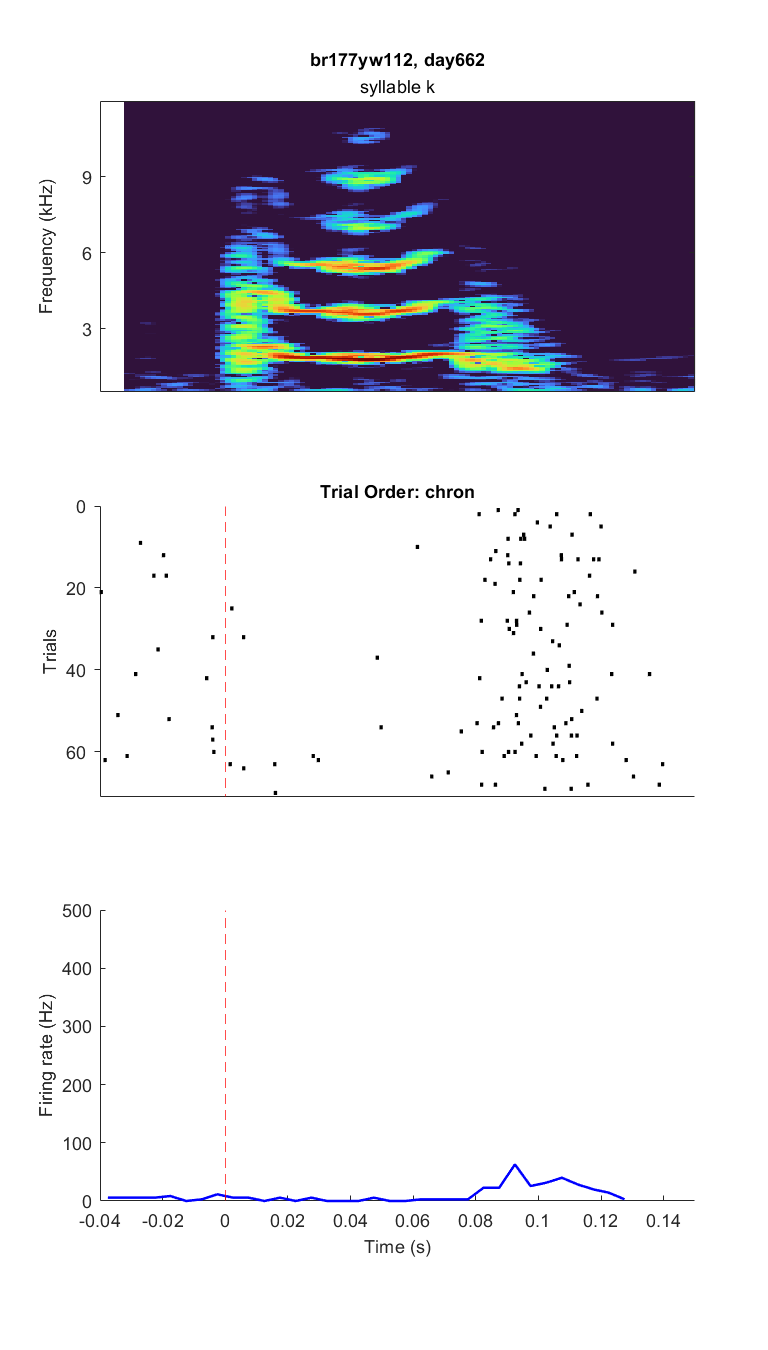 br177yw112, day662
syllable k
9
6
3
Frequency (kHz)
Trial Order: chron
0
20
40
60
Trials
500
400
300
200
100
0
Firing rate (Hz)
-0.04 -0.02 0 0.02 0.04 0.06 0.08 0.1 0.12 0.14
Time (s)